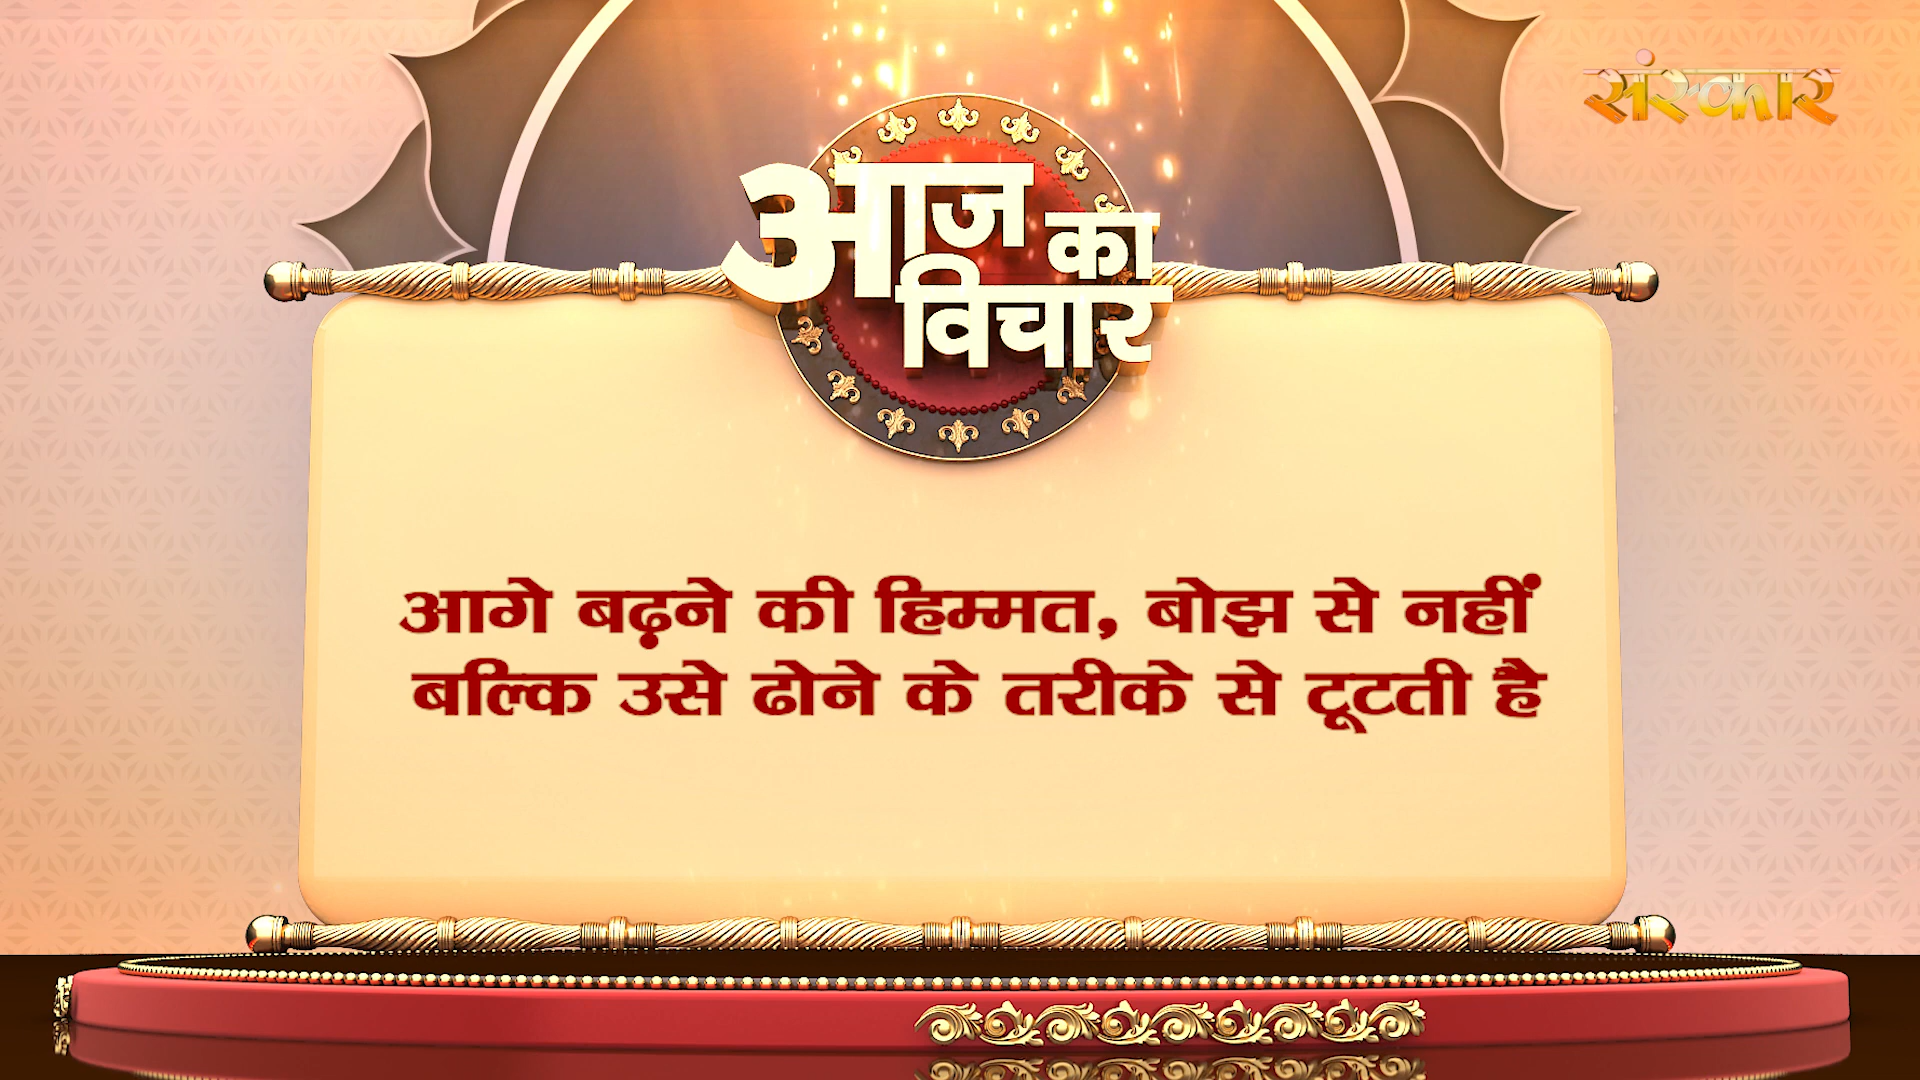 संस्कार
आज का
विचार
आगे बढ़ने की हिम्मत, बोझ से नहीं
बल्कि उसे ढोने के तरीके से टूटती है